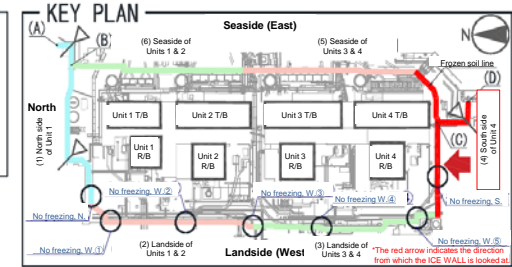 KEY PLAN
Seaside (East)
N
(A)
(B)
(6) Seaside of
Units 1 & 2
(5) Seaside of
Units 3 & 4
Frozen soil line
(D)
North
(1) North side
of Unit 1
Unit 1 T/B
Unit 2 T/B
Unit 3 T/B
Unit 4 T/B
(C)
(4) South side
of Unit 4
Unit 1
R/B
Unit 2
R/B
Unit 3
R/B
Unit 4
R/B
No freezing, W.②
No freezing, W.③
No freezing, W.④
No freezing, S.
No freezing, N.
No freezing, W.①
No freezing, W.⑤
(2) Landside of
Units 1 & 2
Landside (West
(3) Landside of
Units 3 & 4
*The red arrow indicates the direction
from which the ICE WALL is looked at.